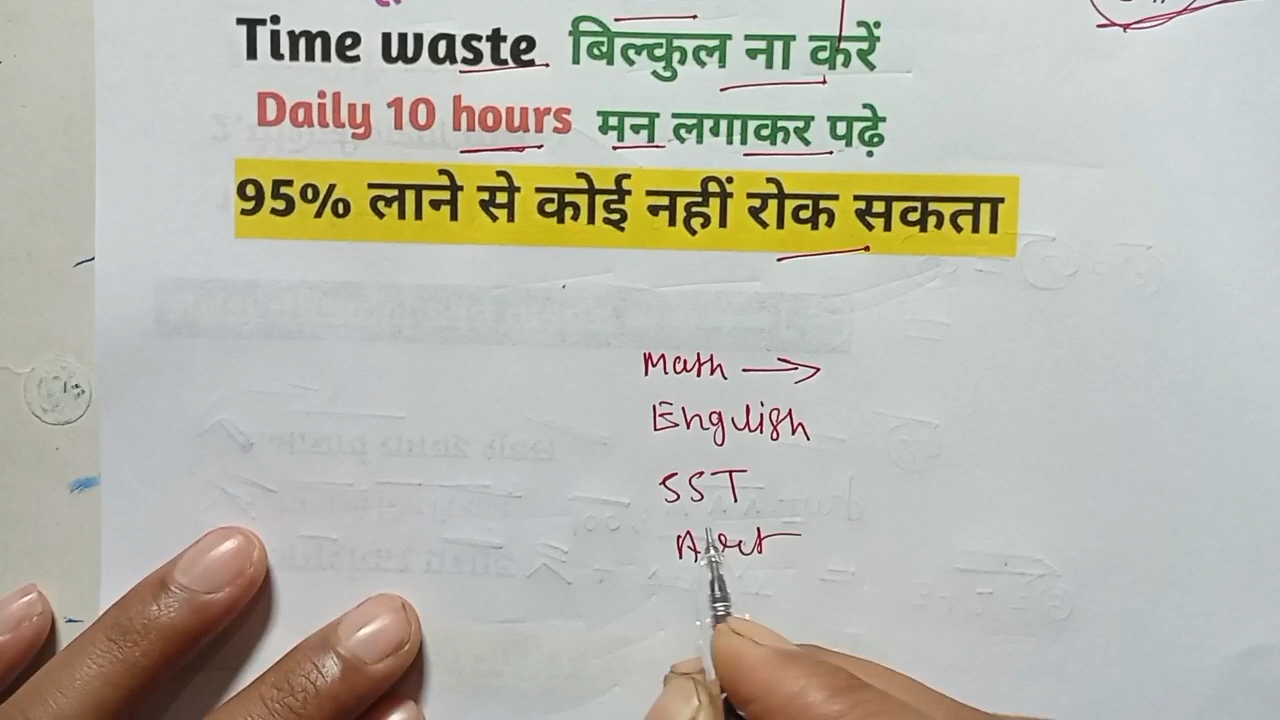 Time waste बिल्कुल ना करें
Daily 10 hours मन लगाकर पढ़े
95% लाने से कोई नहीं रोक सकता
Math →
English
SST
Art